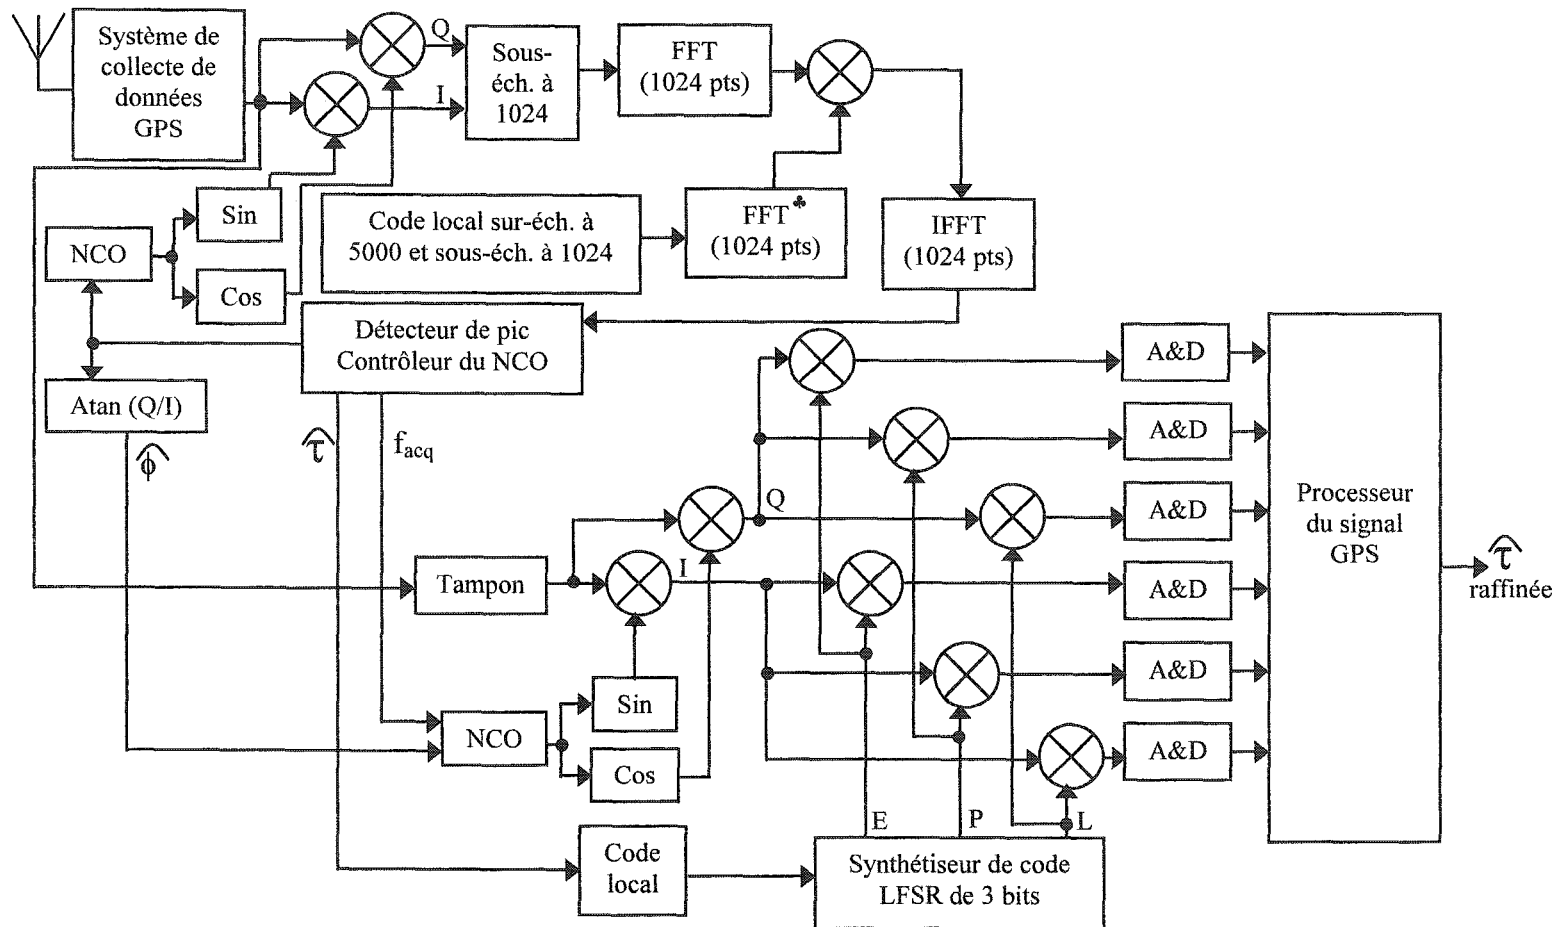 Système de
collecte de
données
GPS
Q
I
Sous-
éch. à
1024
FFT
(1024 pts)
Sin
NCO
Cos
Code local sur-éch. à
5000 et sous-éch. à 1024
FFT♣
(1024 pts)
IFFT
(1024 pts)
Détecteur de pic
Contrôleur du NCO
Atan (Q/I)
ϕ̂
τ̂
f_acq
A&D
A&D
A&D
A&D
A&D
A&D
Processeur
du signal
GPS
τ̂
raffinée
Q
I
Tampon
Sin
NCO
Cos
E
P
L
Code
local
Synthétiseur de code
LFSR de 3 bits